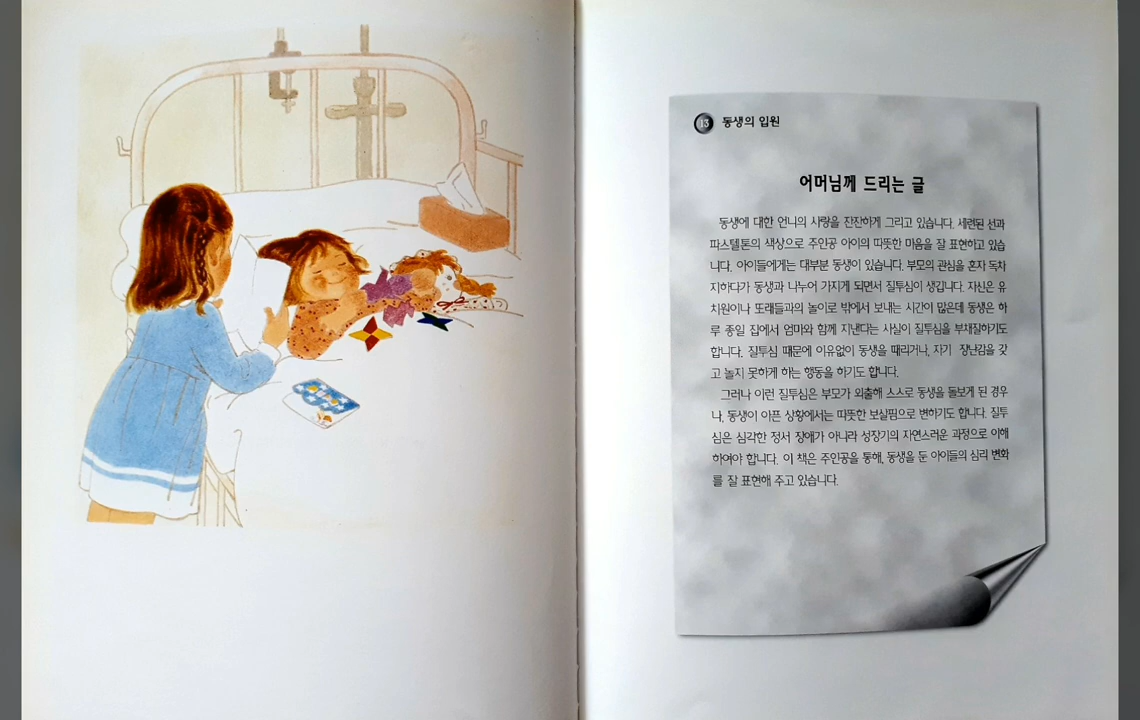 13 동생의 입원
어머님께 드리는 글
동생에 대한 언니의 사랑을 잔잔하게 그리고 있습니다. 세련된 선과
파스텔톤의 색상으로 주인공 아이의 따뜻한 마음을 잘 표현하고 있습
니다. 아이들에게는 대부분 동생이 있습니다. 부모의 관심을 혼자 독차
지하다가 동생과 나누어 가지게 되면서 질투심이 생깁니다. 자신은 유
치원이나 또래들과의 놀이로 밖에서 보내는 시간이 많은데 동생은 하
루 종일 집에서 엄마와 함께 지낸다는 사실이 질투심을 부채질하기도
합니다. 질투심 때문에 이유없이 동생을 때리거나, 자기 장난감을 갖
고 놀지 못하게 하는 행동을 하기도 합니다.
그러나 이런 질투심은 부모가 외출해 스스로 동생을 돌보게 된 경우
나, 동생이 아픈 상황에서는 따뜻한 보살핌으로 변하기도 합니다. 질투
심은 심각한 정서 장애가 아니라 성장기의 자연스러운 과정으로 이해
하여야 합니다. 이 책은 주인공을 통해, 동생을 둔 아이들의 심리 변화
를 잘 표현해 주고 있습니다.